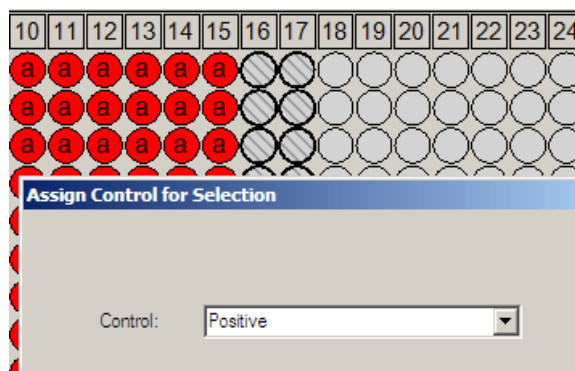 10 11 12 13 14 15 16 17 18 19 20 21 22 23 24
a a a a a a
a a a a a a
a a a a a a
Assign Control for Selection
Control: Positive